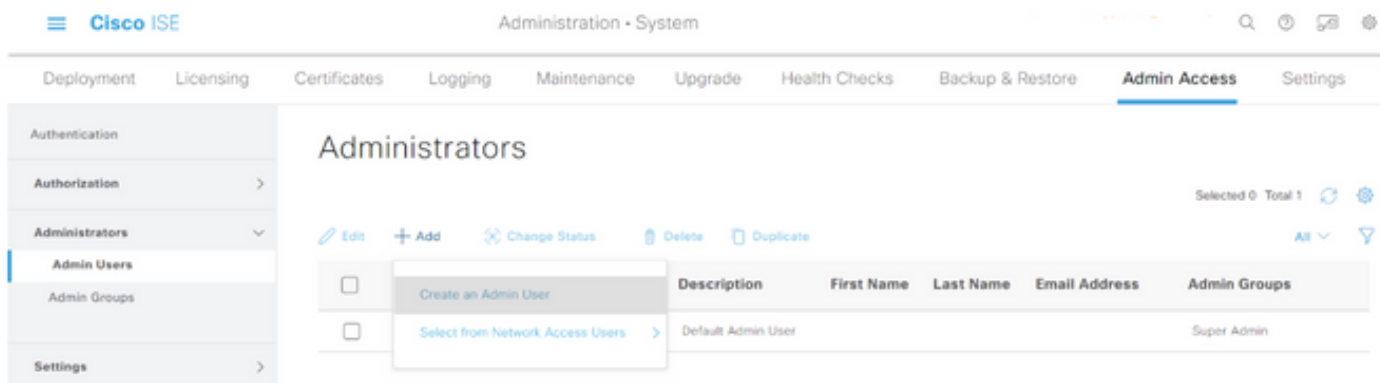 Cisco ISE
Administration • System
Deployment Licensing Certificates Logging Maintenance Upgrade Health Checks Backup & Restore Admin Access Settings
Authentication
Authorization
Administrators
Admin Users
Admin Groups
Settings
Administrators
Selected 0 Total 1
Edit Add Change Status Delete Duplicate All
Description First Name Last Name Email Address Admin Groups
Create an Admin User
Select from Network Access Users
Default Admin User Super Admin